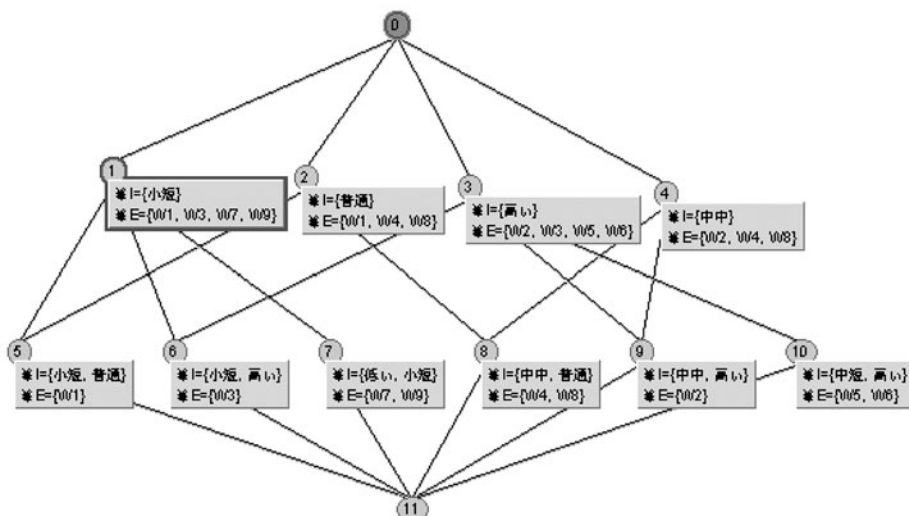 0
1
※ I={小短}
※ E={W1, W3, W7, W9}
2
※ I={普通}
※ E={W1, W4, W8}
3
※ I={高い}
※ E={W2, W3, W5, W6}
4
※ I={中中}
※ E={W2, W4, W8}
5
※ I={小短, 普通}
※ E={W1}
6
※ I={小短, 高い}
※ E={W3}
7
※ I={低い, 小短}
※ E={W7, W9}
8
※ I={中中, 普通}
※ E={W4, W8}
9
※ I={中中, 高い}
※ E={W2}
10
※ I={中短, 高い}
※ E={W5, W6}
11